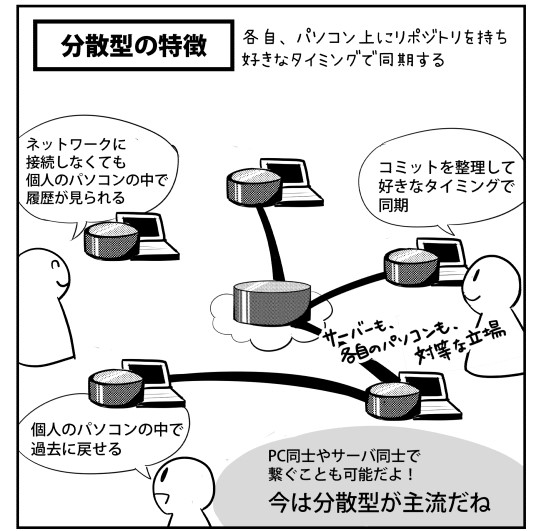 分散型の特徴
各自、パソコン上にリポジトリを持ち
好きなタイミングで同期する
ネットワークに
接続しなくても
個人のパソコンの中で
履歴が見られる
コミットを整理して
好きなタイミングで
同期
サーバーも、
各自のパソコンも、
対等な立場
個人のパソコンの中で
過去に戻せる
PC同士やサーバ同士で
繋ぐことも可能だよ！
今は分散型が主流だね